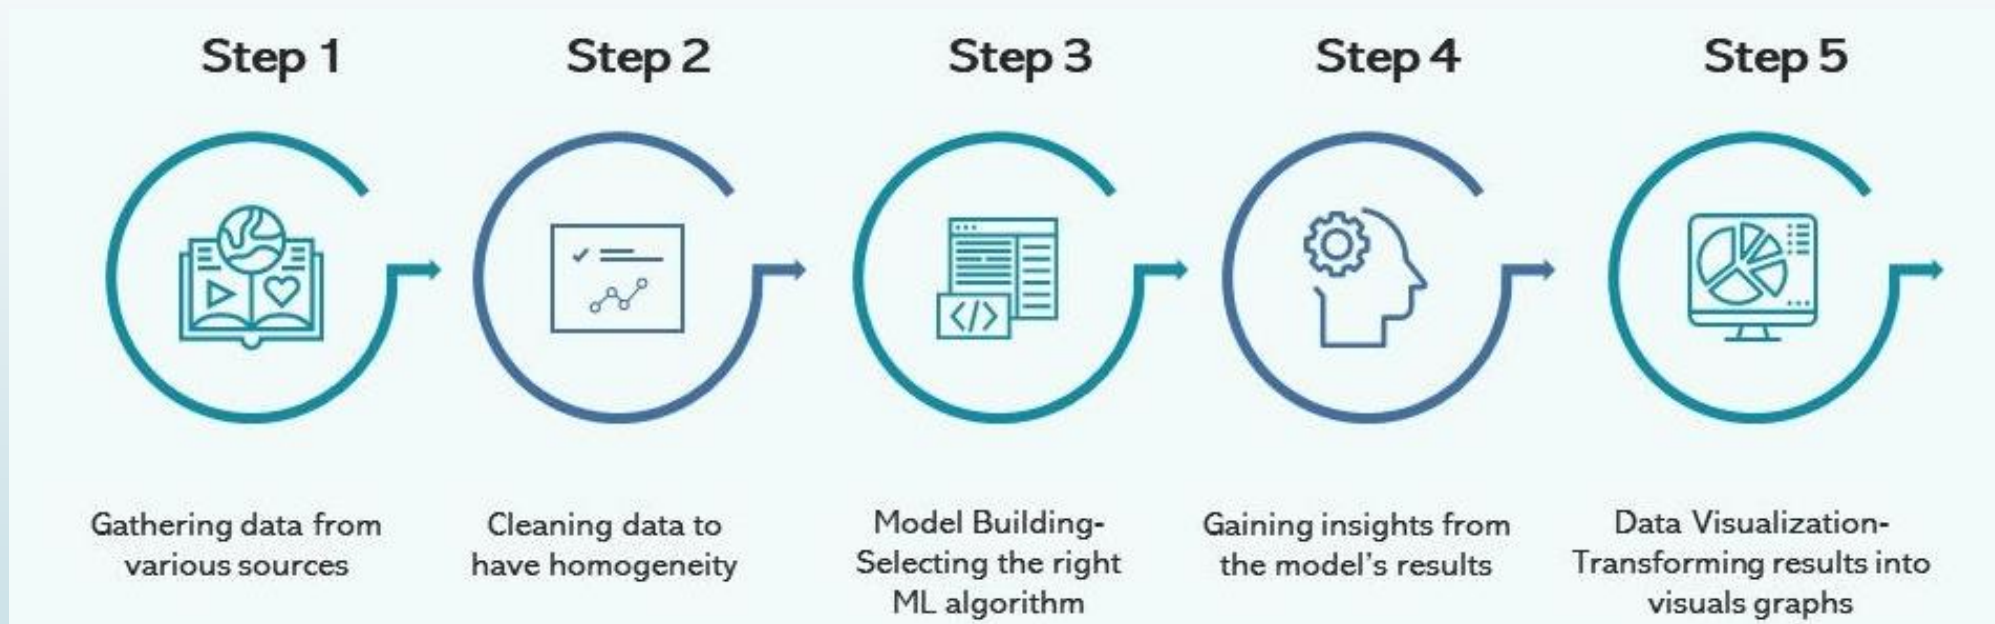 Step 1
Gathering data from
various sources
Step 2
Cleaning data to
have homogeneity
Step 3
</>
Model Building-
Selecting the right
ML algorithm
Step 4
Gaining insights from
the model's results
Step 5
Data Visualization-
Transforming results into
visuals graphs